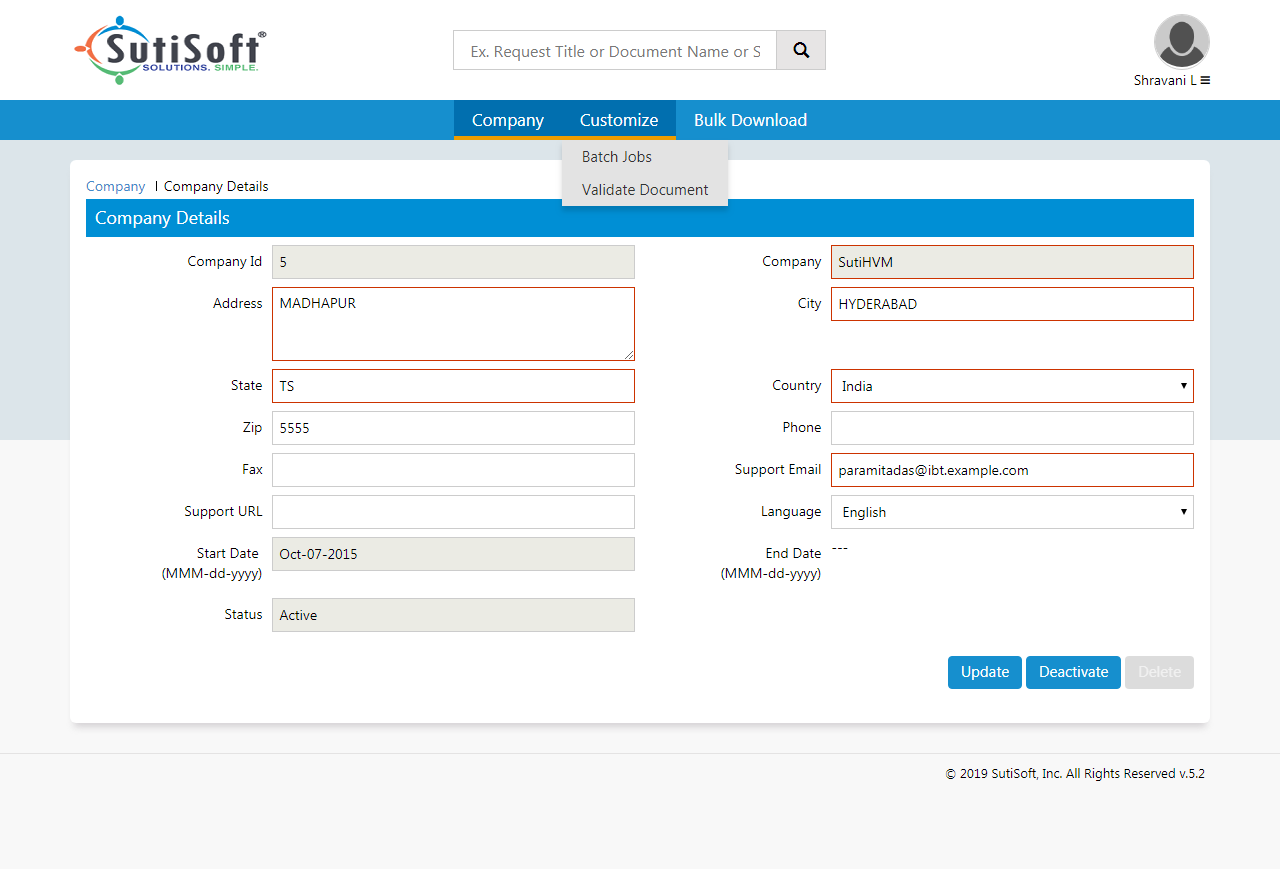 SutiSoft®
SOLUTIONS. SIMPLE.
Ex. Request Title or Document Name or S
Shravani L
Company Customize Bulk Download
Batch Jobs
Validate Document
Company | Company Details
Company Details
Company Id 5 Company SutiHVM
Address MADHAPUR City HYDERABAD
State TS Country India
Zip 5555 Phone
Fax Support Email paramitadas@ibt.example.com
Support URL Language English
Start Date Oct-07-2015 End Date ---
(MMM-dd-yyyy) (MMM-dd-yyyy)
Status Active
Update Deactivate Delete
© 2019 SutiSoft, Inc. All Rights Reserved v.5.2